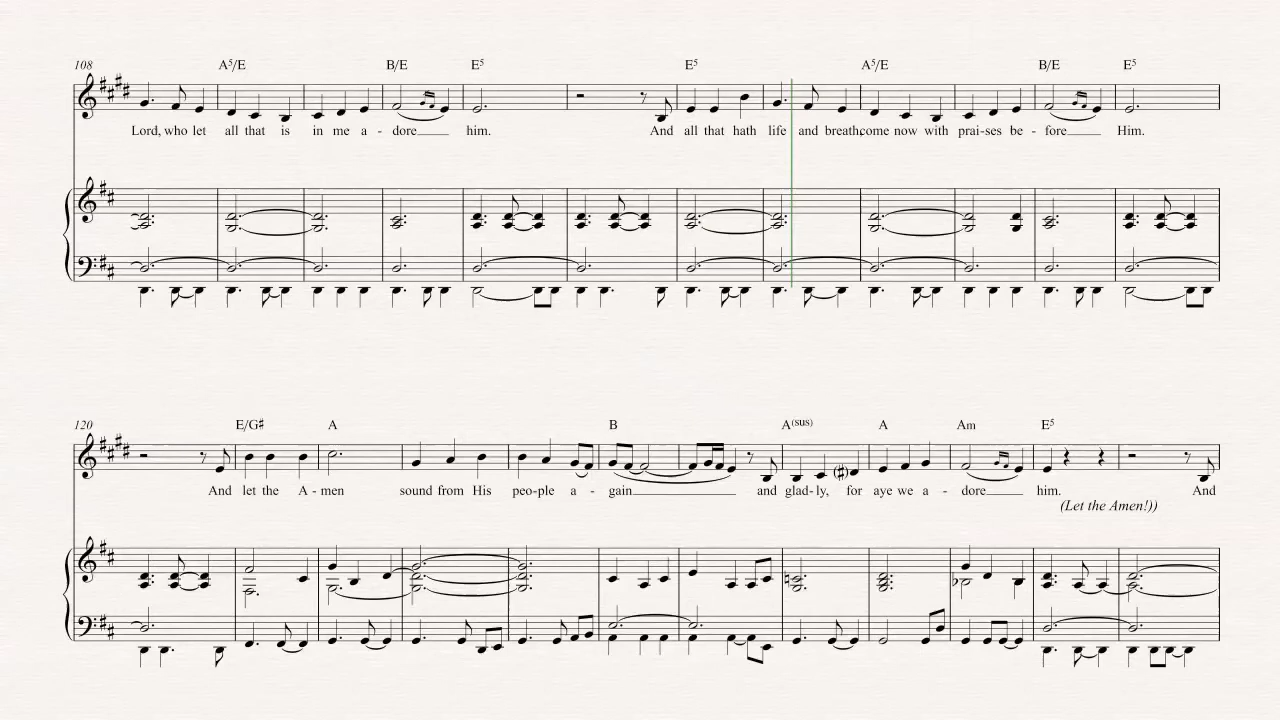 108 A⁵/E B/E E⁵ E⁵ A⁵/E B/E E⁵
Lord, who let all that is in me a - dore him. And all that hath life and breath, come now with prai-ses be - fore Him.
120 E/G♯ A B A(sus) A Am E⁵
And let the A - men sound from His peo-ple a - gain and glad-ly, for aye we a - dore him. And
(Let the Amen!))